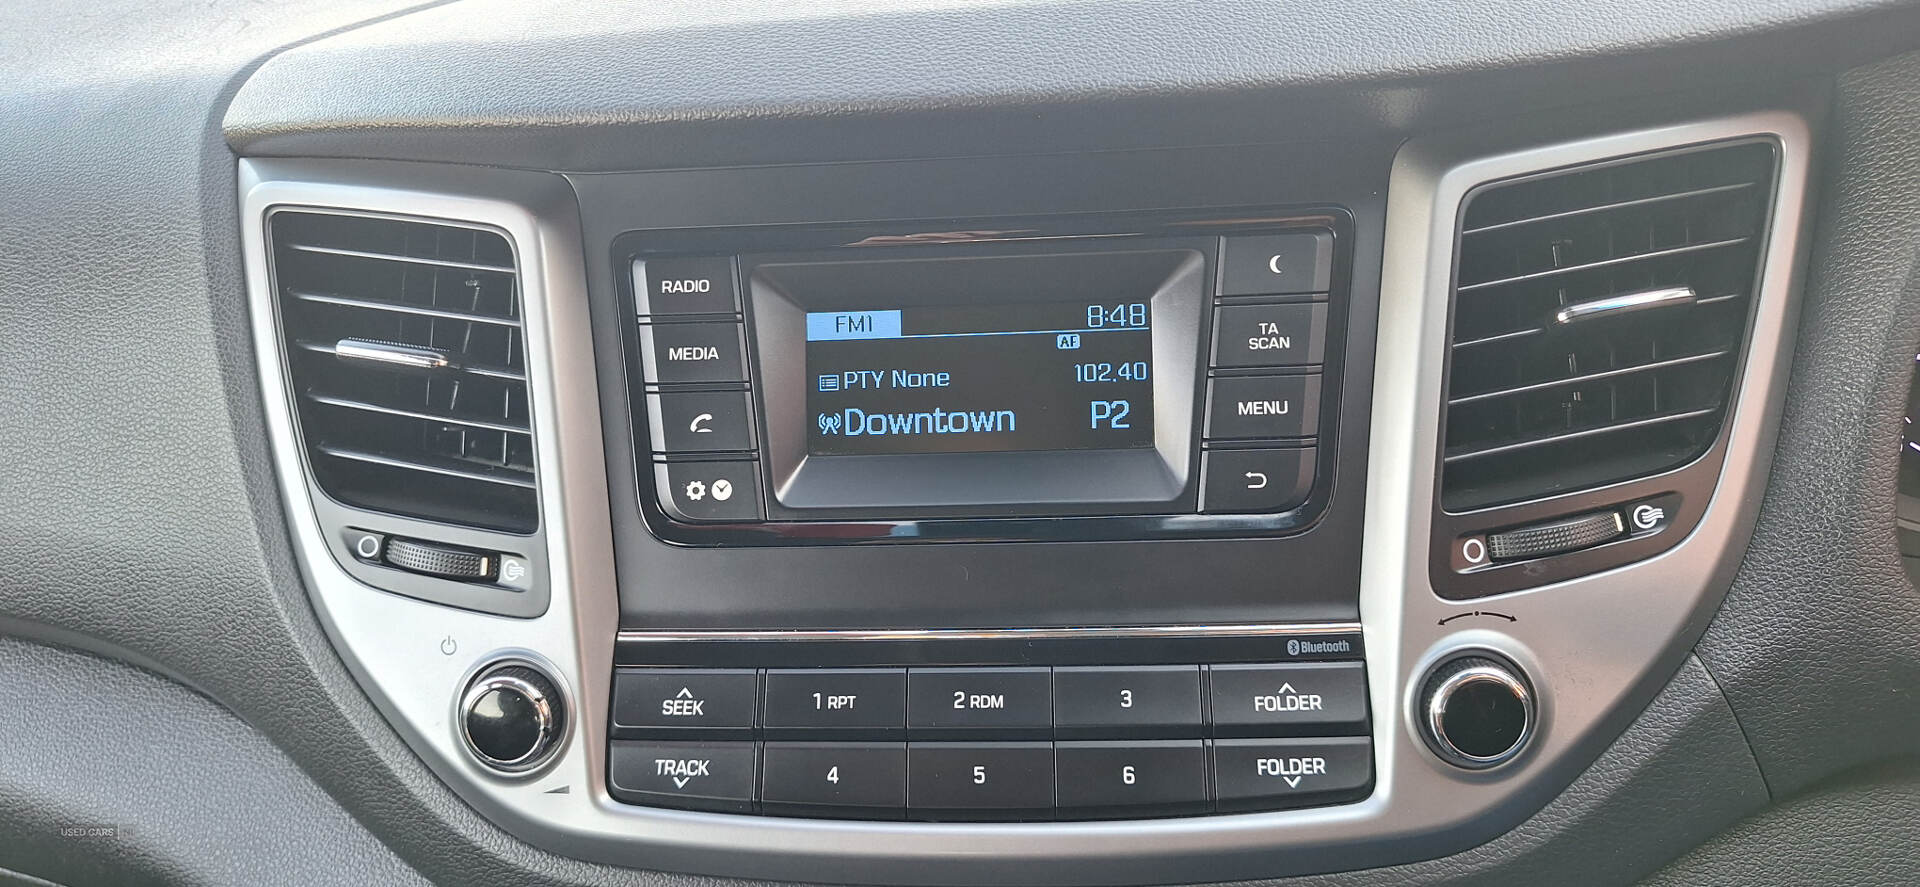 RADIO
FM1 8:48
AF
TA
SCAN
MEDIA
PTY None 102.40
Downtown P2
MENU
Bluetooth
SEEK 1 RPT 2 RDM 3 FOLDER
TRACK 4 5 6 FOLDER
USED CARS NI